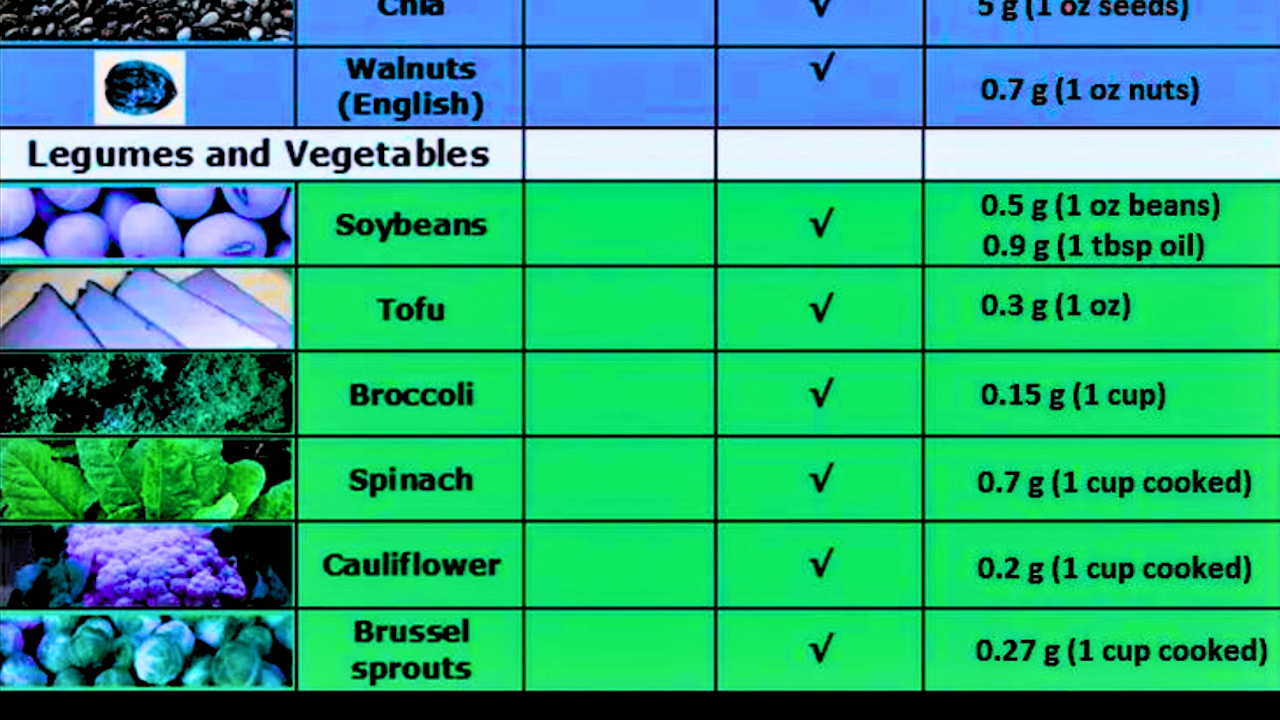 Chia √ 5 g (1 oz seeds)
Walnuts (English) √ 0.7 g (1 oz nuts)
Legumes and Vegetables
Soybeans √ 0.5 g (1 oz beans)
0.9 g (1 tbsp oil)
Tofu √ 0.3 g (1 oz)
Broccoli √ 0.15 g (1 cup)
Spinach √ 0.7 g (1 cup cooked)
Cauliflower √ 0.2 g (1 cup cooked)
Brussel sprouts √ 0.27 g (1 cup cooked)